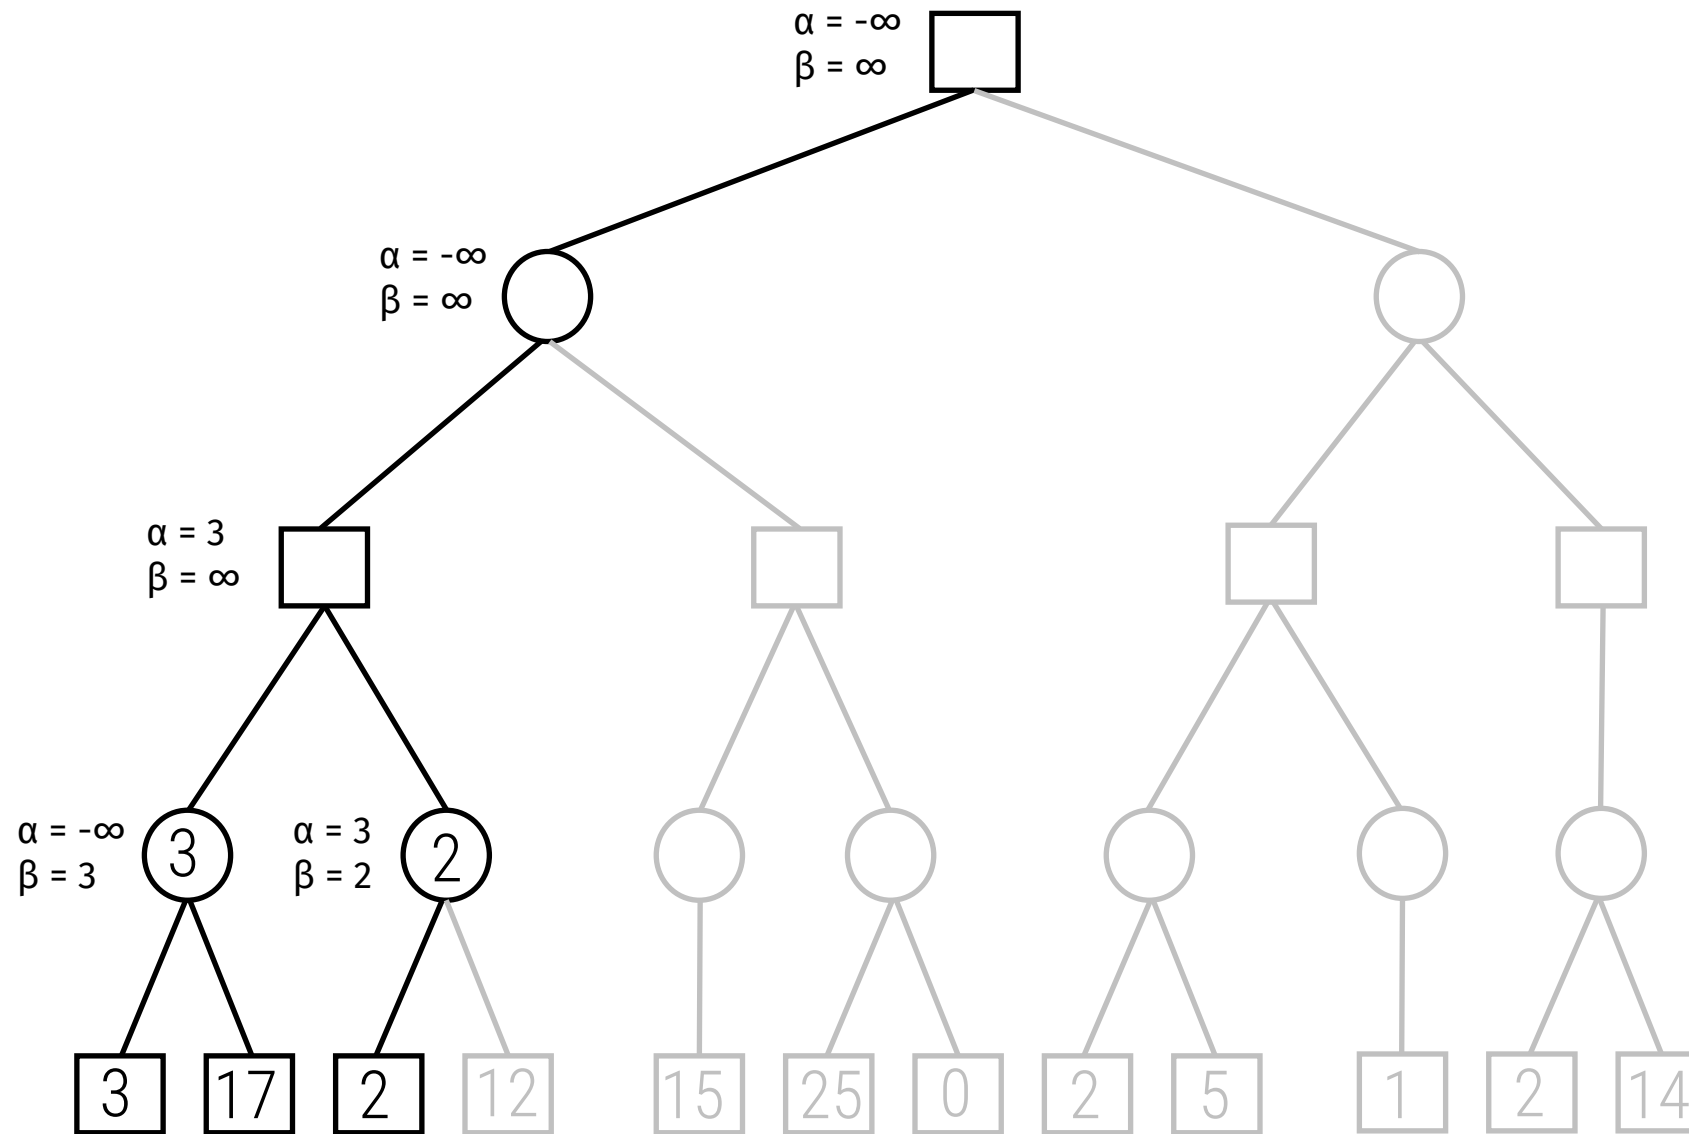 α = -∞
β = ∞
α = -∞
β = ∞
α = 3
β = ∞
α = -∞
β = 3
3
α = 3
β = 2
2
3
17
2
12
15
25
0
2
5
1
2
14